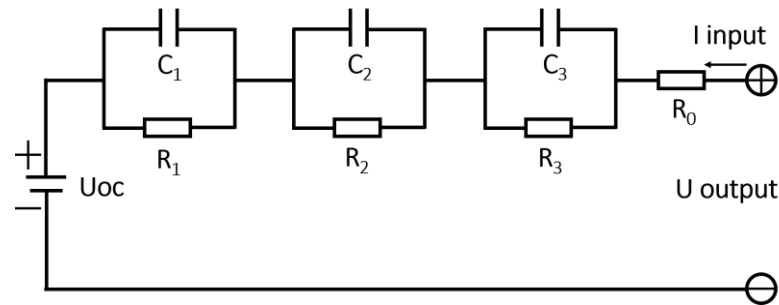 I input
C₁
C₂
C₃
R₀
R₁
R₂
R₃
+
Uoc
−
U output